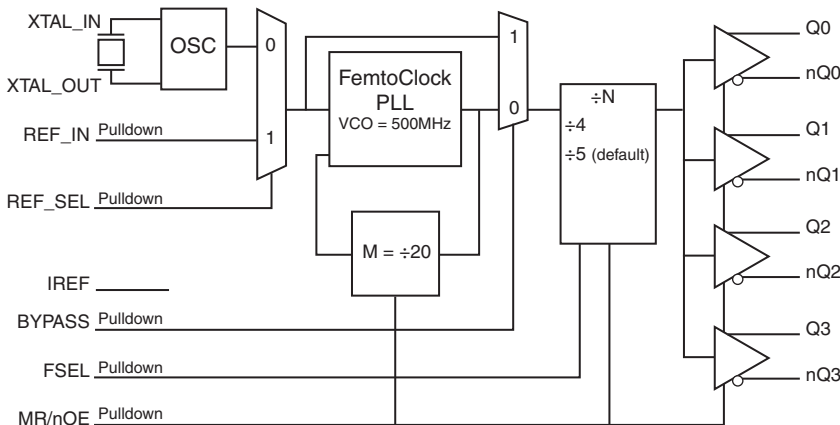 XTAL_IN
OSC
XTAL_OUT
0
1
REF_IN Pulldown
REF_SEL Pulldown
FemtoClock
PLL
VCO = 500MHz
M = ÷20
1
0
÷N
÷4
÷5 (default)
IREF
BYPASS Pulldown
FSEL Pulldown
MR/nOE Pulldown
Q0
nQ0
Q1
nQ1
Q2
nQ2
Q3
nQ3